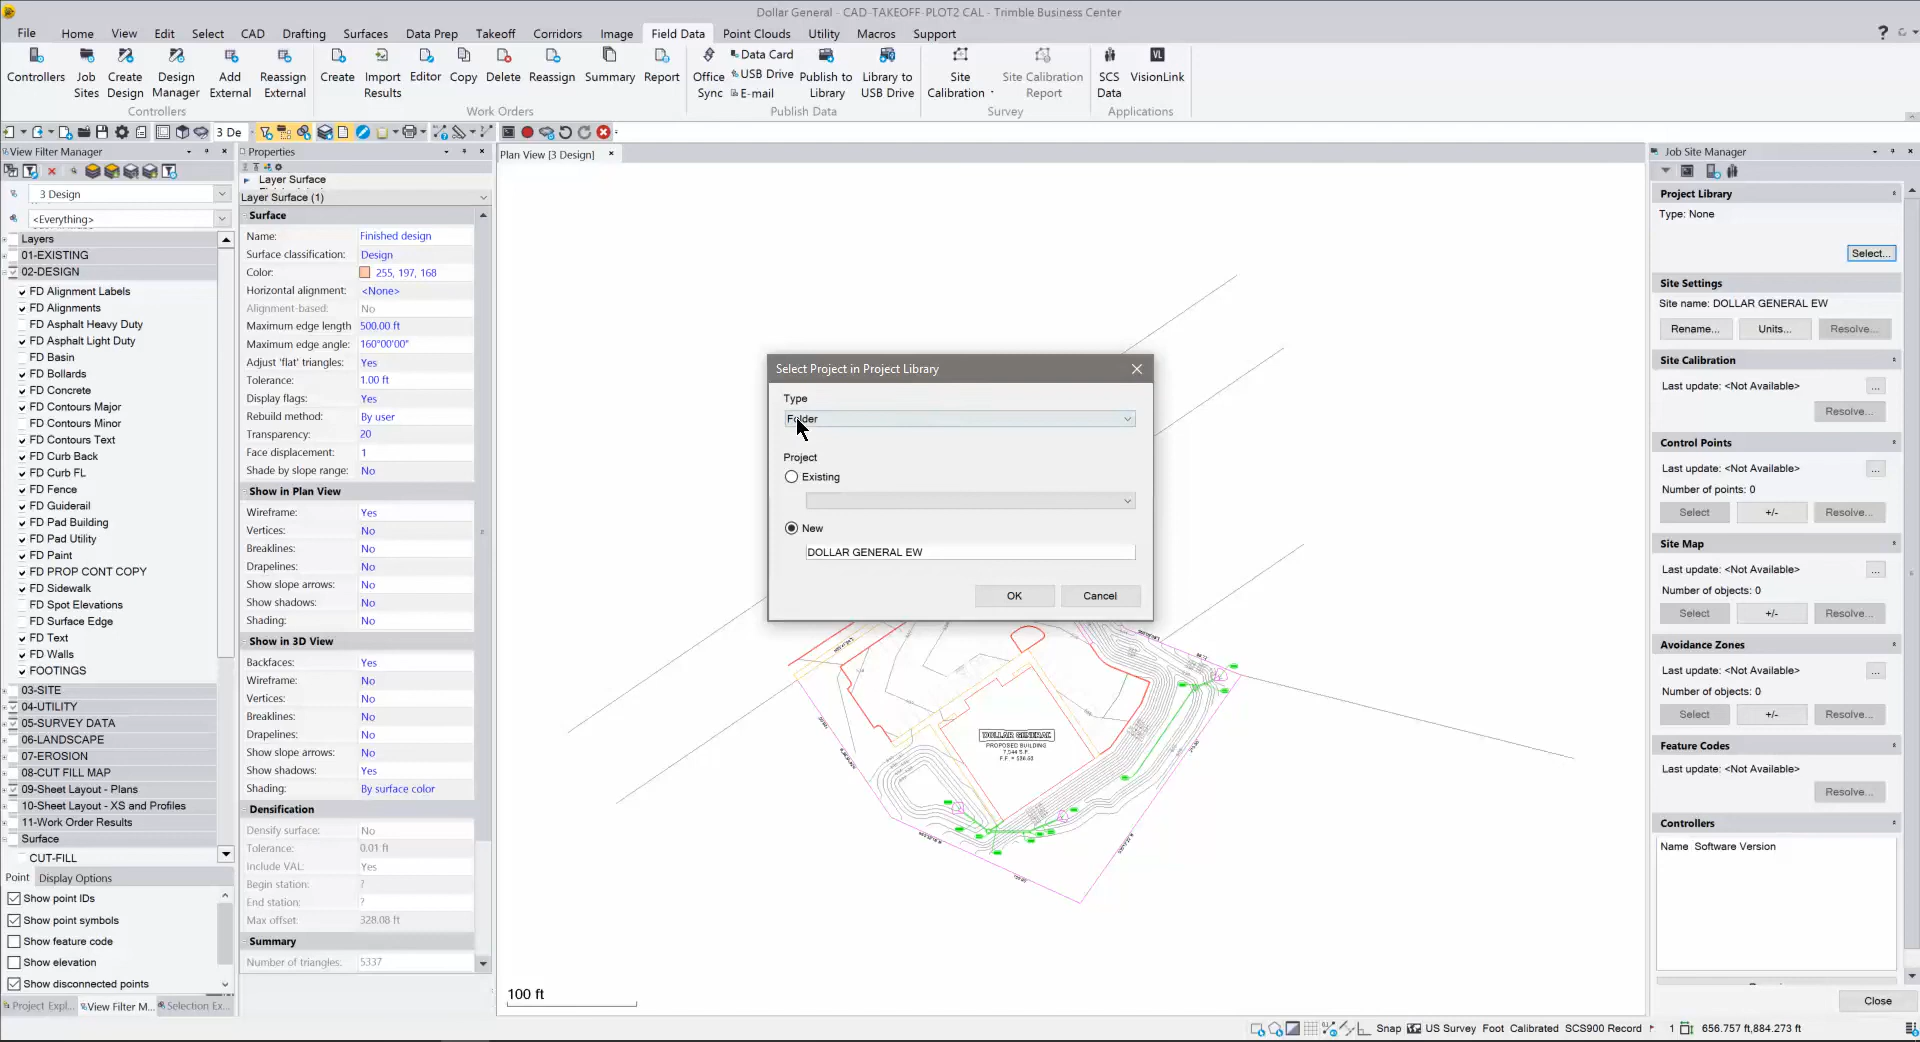 Dollar General - CAD-TAKEOFF-PLOT2 CAL - Trimble Business Center
File Home View Edit Select CAD Drafting Surfaces Data Prep Takeoff Corridors Image Field Data Point Clouds Utility Macros Support
Controllers Job Sites Create Design Design Manager Add External Reassign External
Controllers
Create Import Results Editor Copy Delete Reassign Summary Report
Work Orders
Office Sync Data Card USB Drive E-mail Publish to Library Library to USB Drive
Publish Data
Site Calibration Site Calibration Report
Survey
SCS Data VL VisionLink
Applications
3 De
View Filter Manager
3 Design
<Everything>
Layers
01-EXISTING
02-DESIGN
FD Alignment Labels
FD Alignments
FD Asphalt Heavy Duty
FD Asphalt Light Duty
FD Basin
FD Bollards
FD Concrete
FD Contours Major
FD Contours Minor
FD Contours Text
FD Curb Back
FD Curb FL
FD Fence
FD Guiderail
FD Pad Building
FD Pad Utility
FD Paint
FD PROP CONT COPY
FD Sidewalk
FD Spot Elevations
FD Surface Edge
FD Text
FD Walls
FOOTINGS
03-SITE
04-UTILITY
05-SURVEY DATA
06-LANDSCAPE
07-EROSION
08-CUT FILL MAP
09-Sheet Layout - Plans
10-Sheet Layout - XS and Profiles
11-Work Order Results
Surface
CUT-FILL
Point Display Options
Show point IDs
Show point symbols
Show feature code
Show elevation
Show disconnected points
Project Expl... View Filter M... Selection Ex...
Properties
Layer Surface
Layer Surface (1)
Surface
Name: Finished design
Surface classification: Design
Color: 255, 197, 168
Horizontal alignment: <None>
Alignment-based: No
Maximum edge length 500.00 ft
Maximum edge angle: 160°00'00"
Adjust 'flat' triangles: Yes
Tolerance: 1.00 ft
Display flags: Yes
Rebuild method: By user
Transparency: 20
Face displacement: 1
Shade by slope range: No
Show in Plan View
Wireframe: Yes
Vertices: No
Breaklines: No
Drapelines: No
Show slope arrows: No
Show shadows: No
Shading: No
Show in 3D View
Backfaces: Yes
Wireframe: No
Vertices: No
Breaklines: No
Drapelines: No
Show slope arrows: No
Show shadows: Yes
Shading: By surface color
Densification
Densify surface: No
Tolerance: 0.01 ft
Include VAL: Yes
Begin station: ?
End station: ?
Max offset: 328.08 ft
Summary
Number of triangles: 5337
Plan View [3 Design]
Select Project in Project Library
Type
Folder
Project
Existing
New
DOLLAR GENERAL EW
OK Cancel
DOLLAR GENERAL
PROPOSED BUILDING
100 ft
Job Site Manager
Project Library
Type: None
Select...
Site Settings
Site name: DOLLAR GENERAL EW
Rename... Units... Resolve...
Site Calibration
Last update: <Not Available> ...
Resolve...
Control Points
Last update: <Not Available> ...
Number of points: 0
Select +/- Resolve...
Site Map
Last update: <Not Available> ...
Number of objects: 0
Select +/- Resolve...
Avoidance Zones
Last update: <Not Available> ...
Number of objects: 0
Select +/- Resolve...
Feature Codes
Last update: <Not Available>
Resolve...
Controllers
Name Software Version
Close
Snap US Survey Foot Calibrated SCS900 Record 1 656.757 ft,884.273 ft